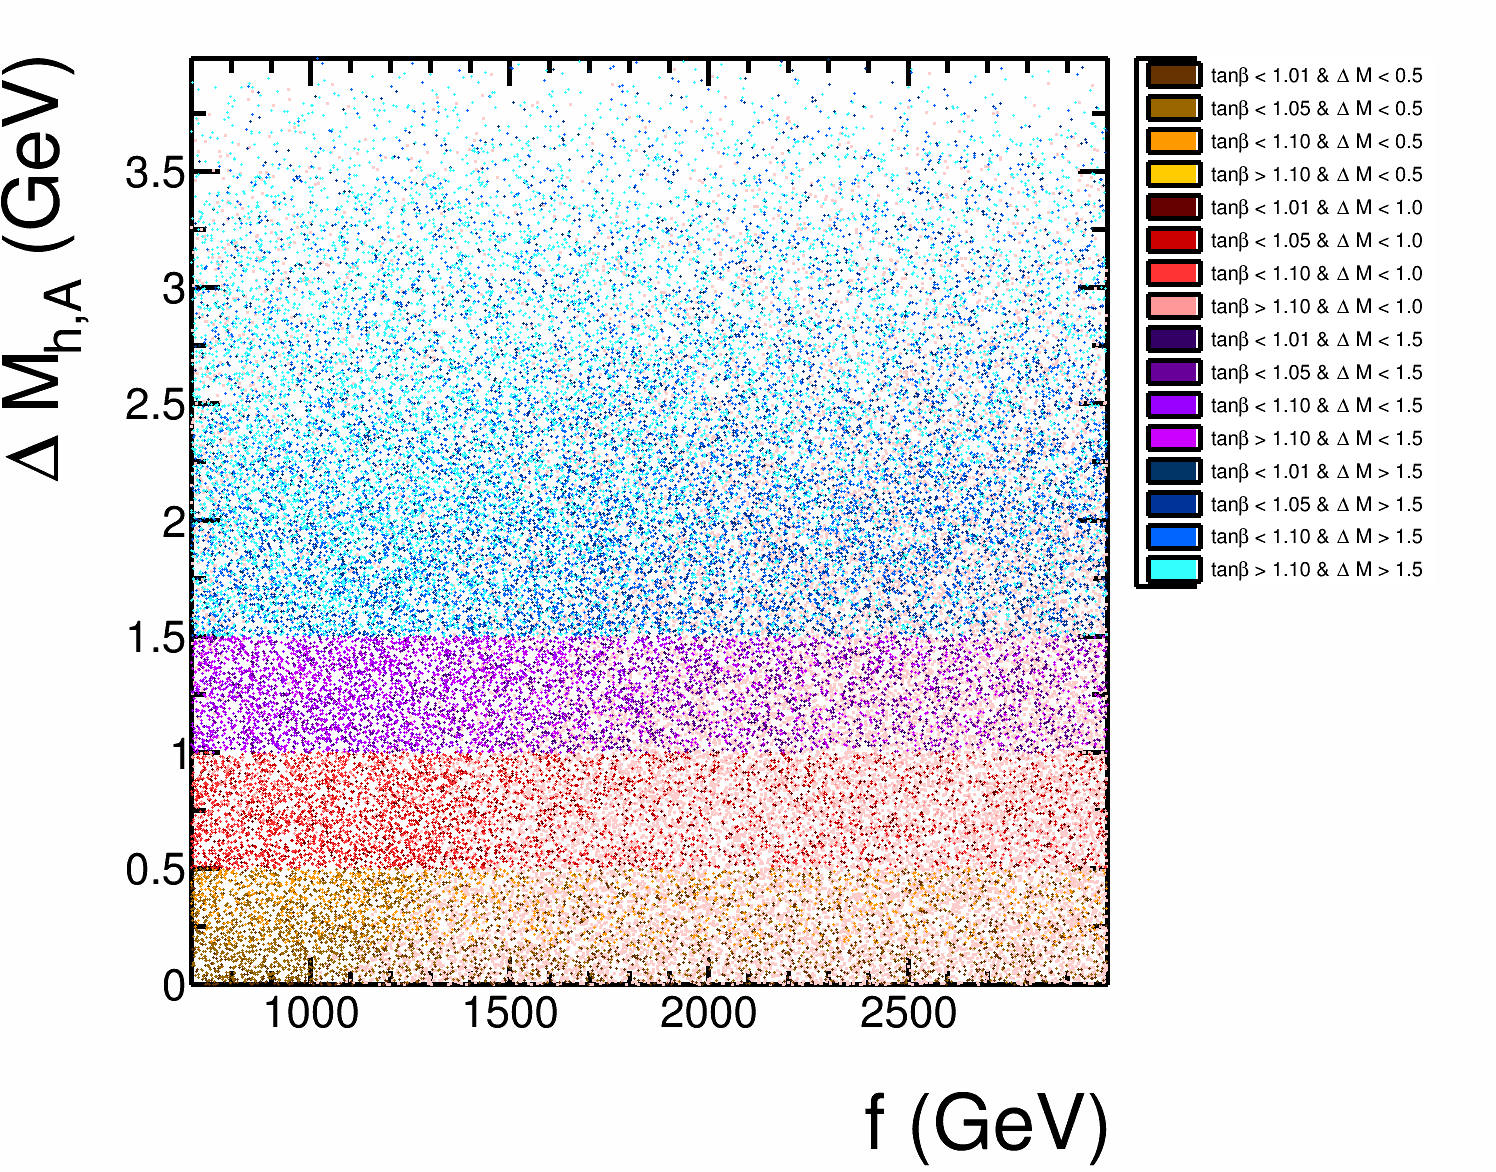 Δ M_h,A (GeV)
3.5
3
2.5
2
1.5
1
0.5
0
1000 1500 2000 2500
f (GeV)
tanβ < 1.01 & Δ M < 0.5
tanβ < 1.05 & Δ M < 0.5
tanβ < 1.10 & Δ M < 0.5
tanβ > 1.10 & Δ M < 0.5
tanβ < 1.01 & Δ M < 1.0
tanβ < 1.05 & Δ M < 1.0
tanβ < 1.10 & Δ M < 1.0
tanβ > 1.10 & Δ M < 1.0
tanβ < 1.01 & Δ M < 1.5
tanβ < 1.05 & Δ M < 1.5
tanβ < 1.10 & Δ M < 1.5
tanβ > 1.10 & Δ M < 1.5
tanβ < 1.01 & Δ M > 1.5
tanβ < 1.05 & Δ M > 1.5
tanβ < 1.10 & Δ M > 1.5
tanβ > 1.10 & Δ M > 1.5